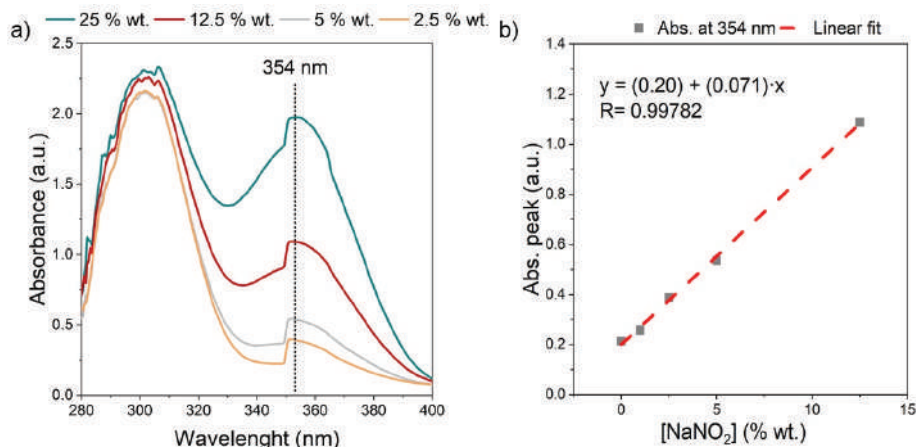 25 % wt. 12.5 % wt. 5 % wt. 2.5 % wt.
a)
354 nm
Absorbance (a.u.)
2.5
2.0
1.5
1.0
0.5
0.0
280 300 320 340 360 380 400
Wavelenght (nm)
b)
Abs. at 354 nm Linear fit
y = (0.20) + (0.071)·x
R= 0.99782
Abs. peak (a.u.)
1.4
1.2
1.0
0.8
0.6
0.4
0.2
0.0
0 5 10 15
[NaNO₂] (% wt.)